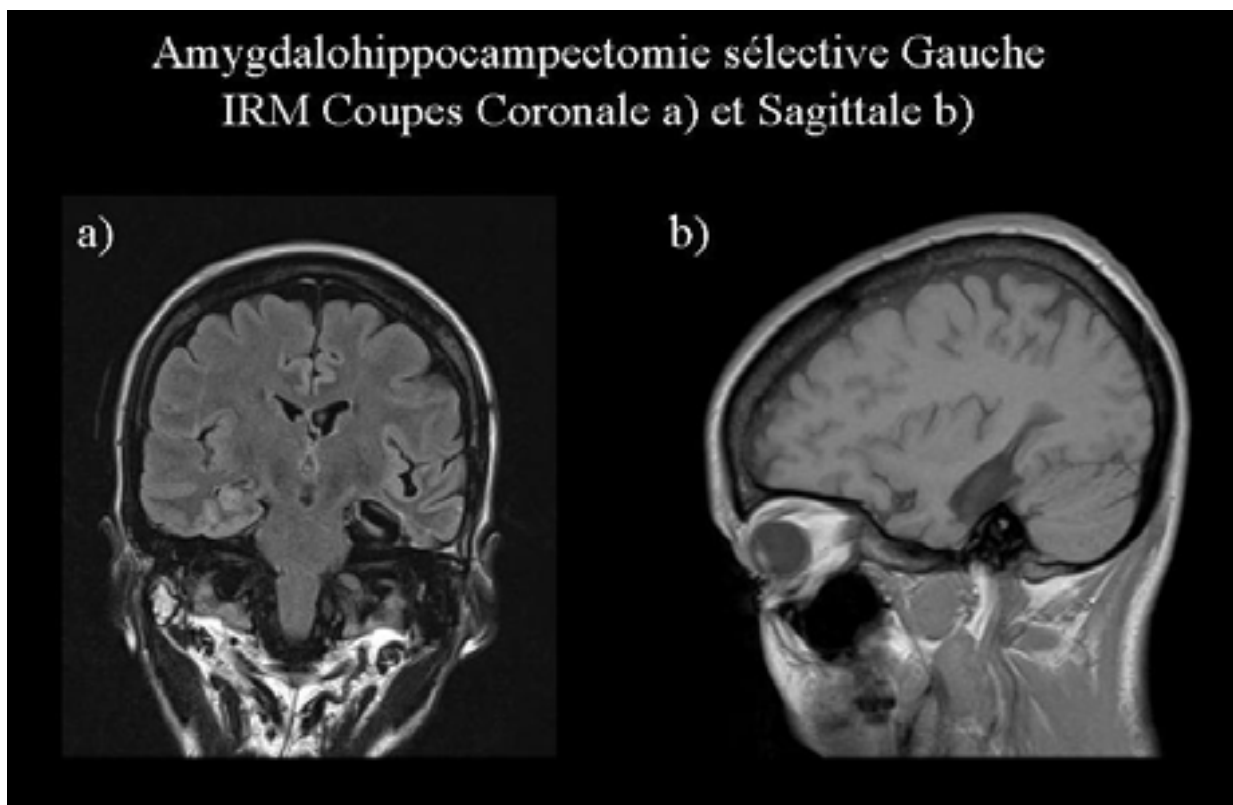 Amygdalohippocampectomie sélective Gauche
IRM Coupes Coronale a) et Sagittale b)
a)
b)